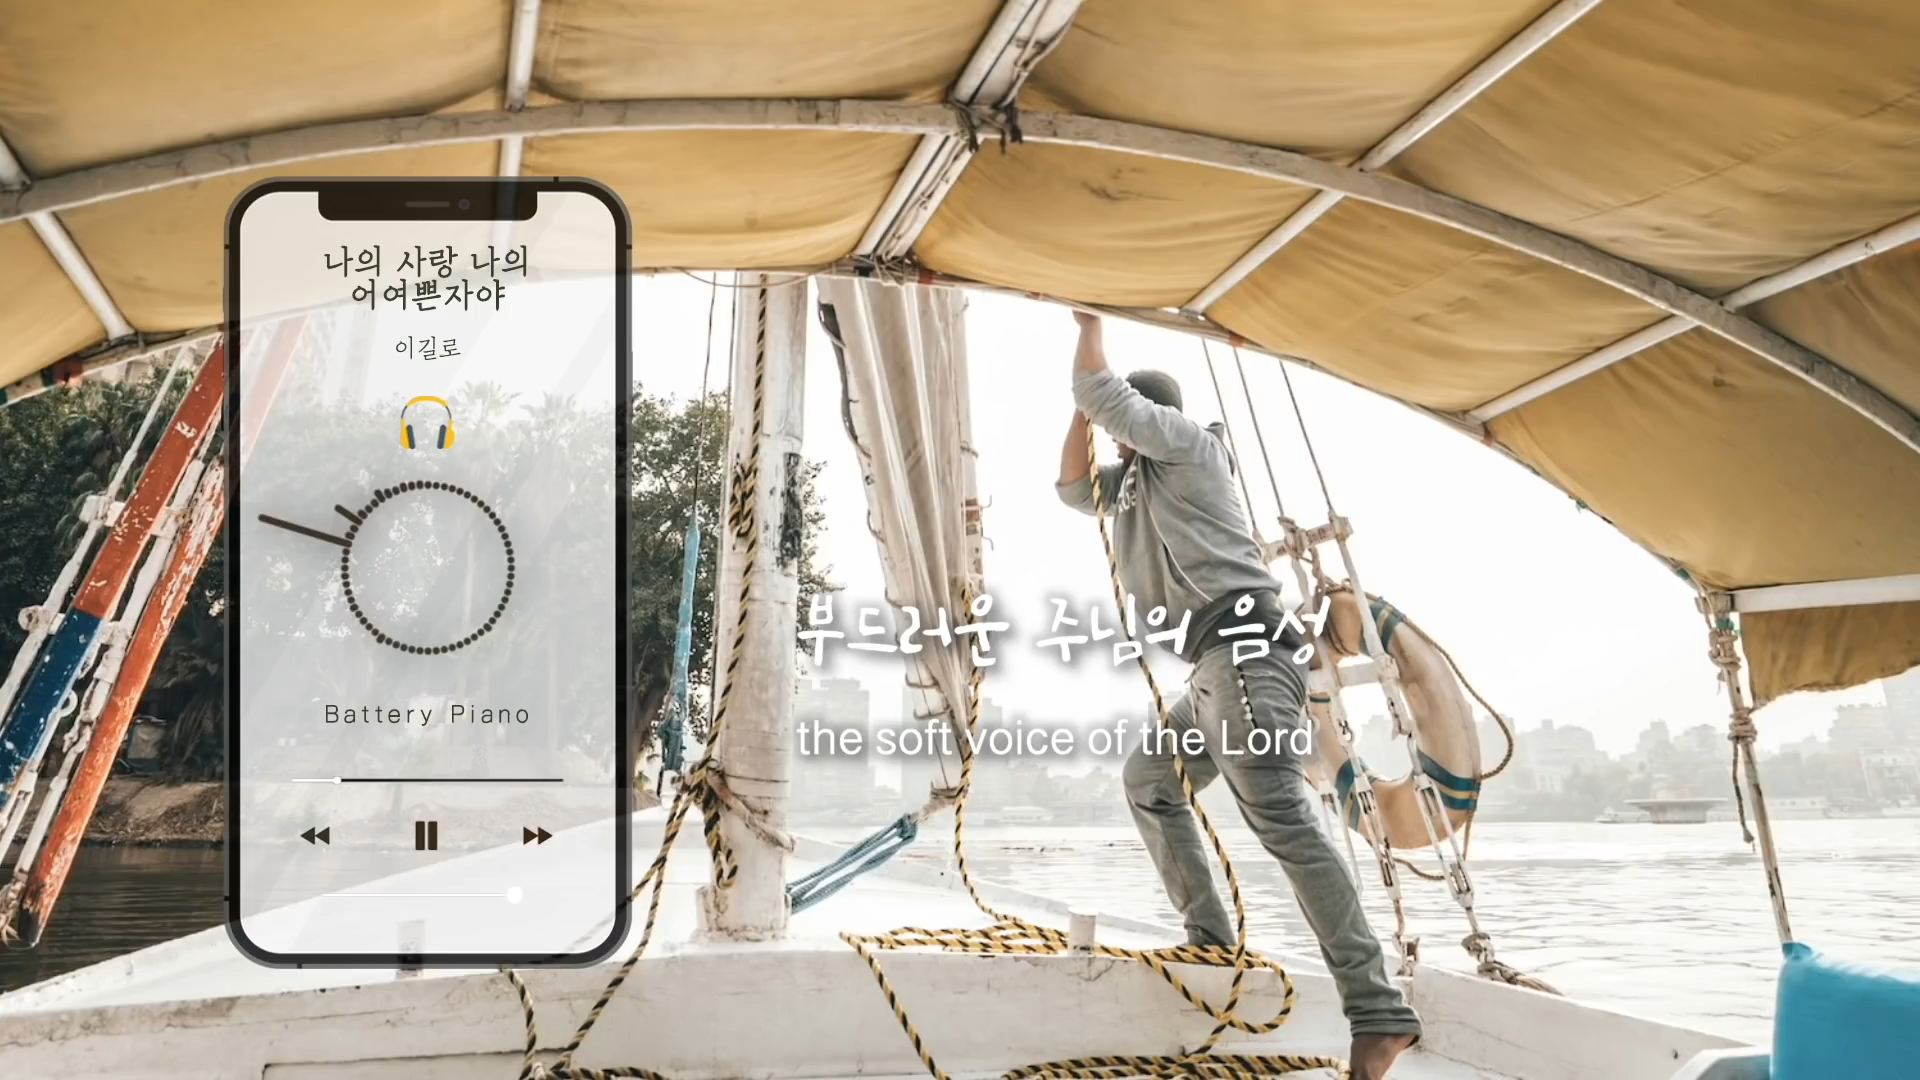 나의 사랑 나의
어여쁜자야
이길로
Battery Piano
부드러운 주님의 음성
the soft voice of the Lord